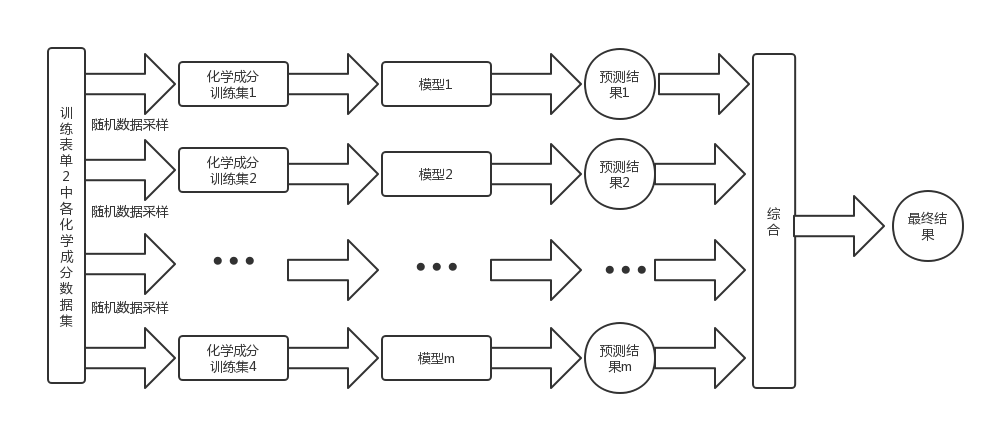 训练表单2中各化学成分数据集
随机数据采样
随机数据采样
随机数据采样
化学成分
训练集1
模型1
预测结
果1
化学成分
训练集2
模型2
预测结
果2
化学成分
训练集4
模型m
预测结
果m
综合
最终结
果